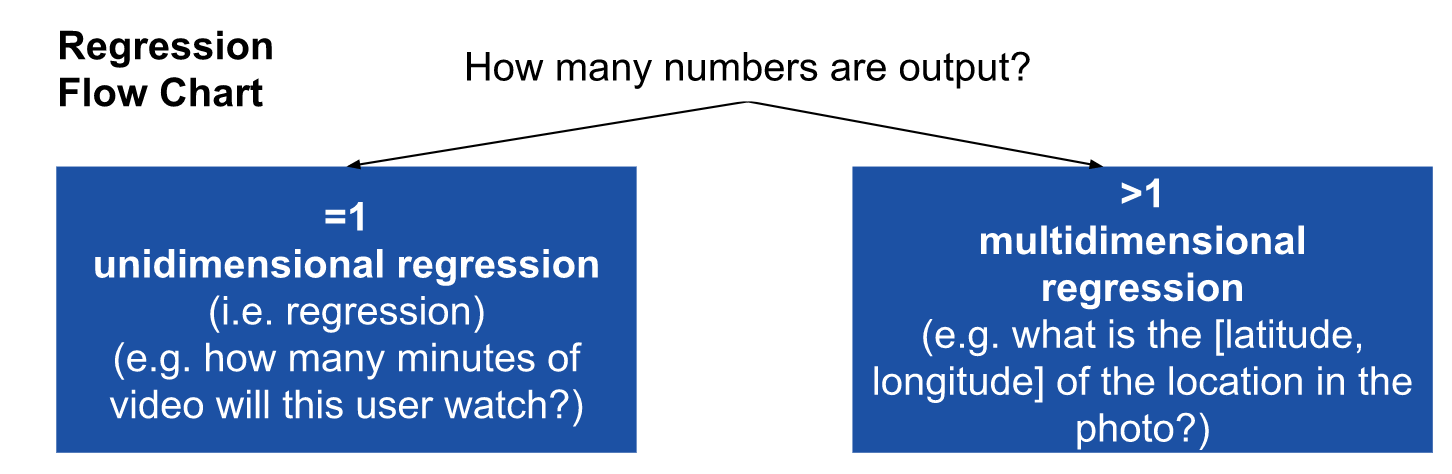 Regression
Flow Chart
How many numbers are output?
=1
unidimensional regression
(i.e. regression)
(e.g. how many minutes of
video will this user watch?)
>1
multidimensional
regression
(e.g. what is the [latitude,
longitude] of the location in the
photo?)